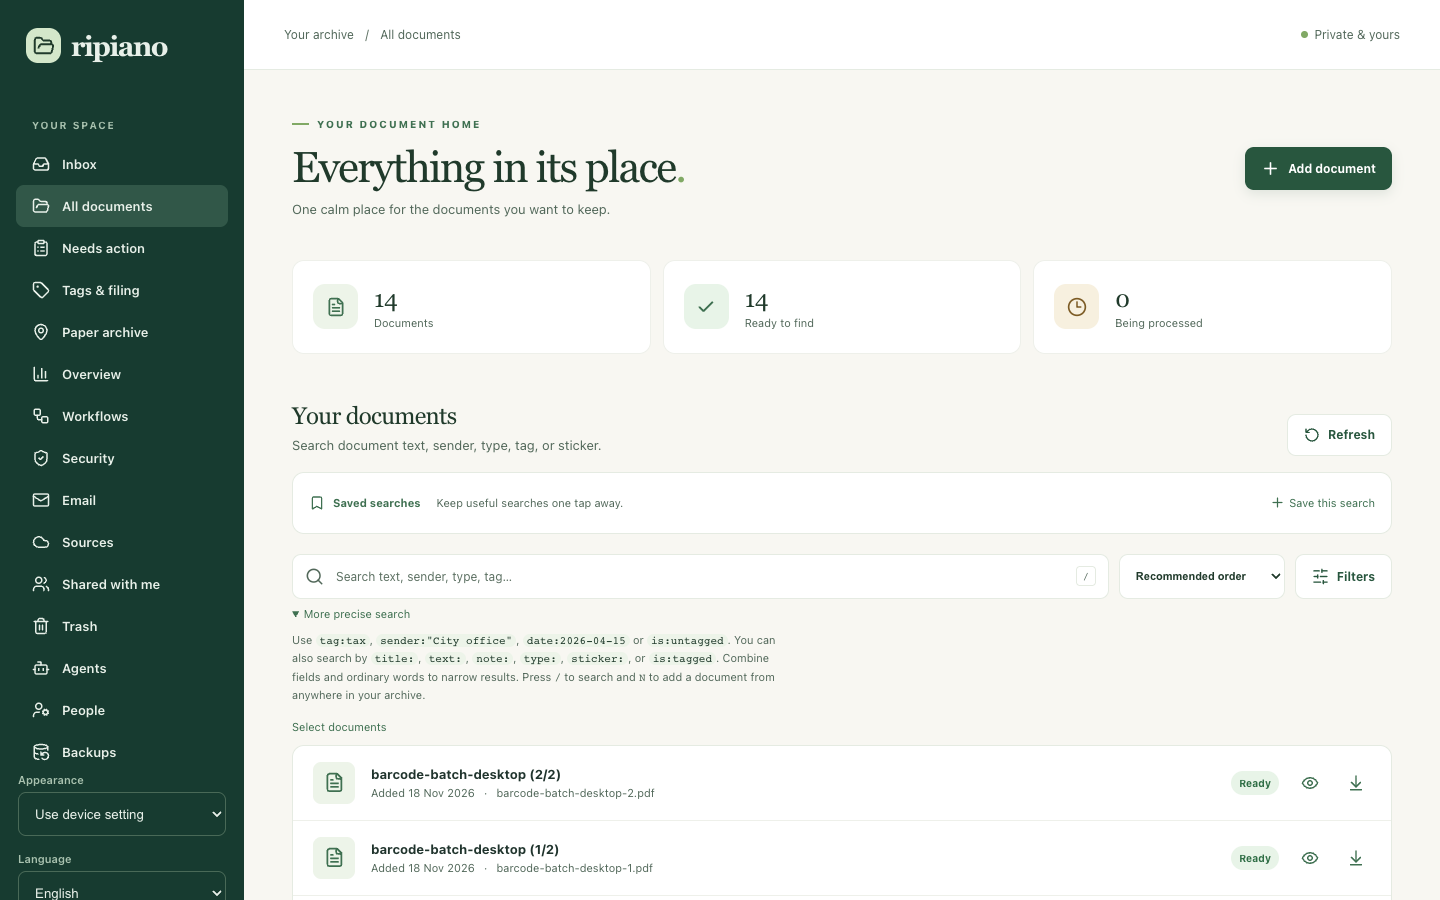 ripiano
YOUR SPACE
Inbox
All documents
Needs action
Tags & filing
Paper archive
Overview
Workflows
Security
Email
Sources
Shared with me
Trash
Agents
People
Backups
Appearance
Use device setting
Language
English
Your archive / All documents
Private & yours
YOUR DOCUMENT HOME
Everything in its place.
One calm place for the documents you want to keep.
Add document
14
Documents
14
Ready to find
0
Being processed
Your documents
Search document text, sender, type, tag, or sticker.
Refresh
Saved searches Keep useful searches one tap away.
Save this search
Search text, sender, type, tag... /
Recommended order
Filters
More precise search
Use tag:tax, sender:"City office", date:2026-04-15 or is:untagged. You can
also search by title:, text:, note:, type:, sticker:, or is:tagged. Combine
fields and ordinary words to narrow results. Press / to search and N to add a document from
anywhere in your archive.
Select documents
barcode-batch-desktop (2/2)
Added 18 Nov 2026 · barcode-batch-desktop-2.pdf
Ready
barcode-batch-desktop (1/2)
Added 18 Nov 2026 · barcode-batch-desktop-1.pdf
Ready